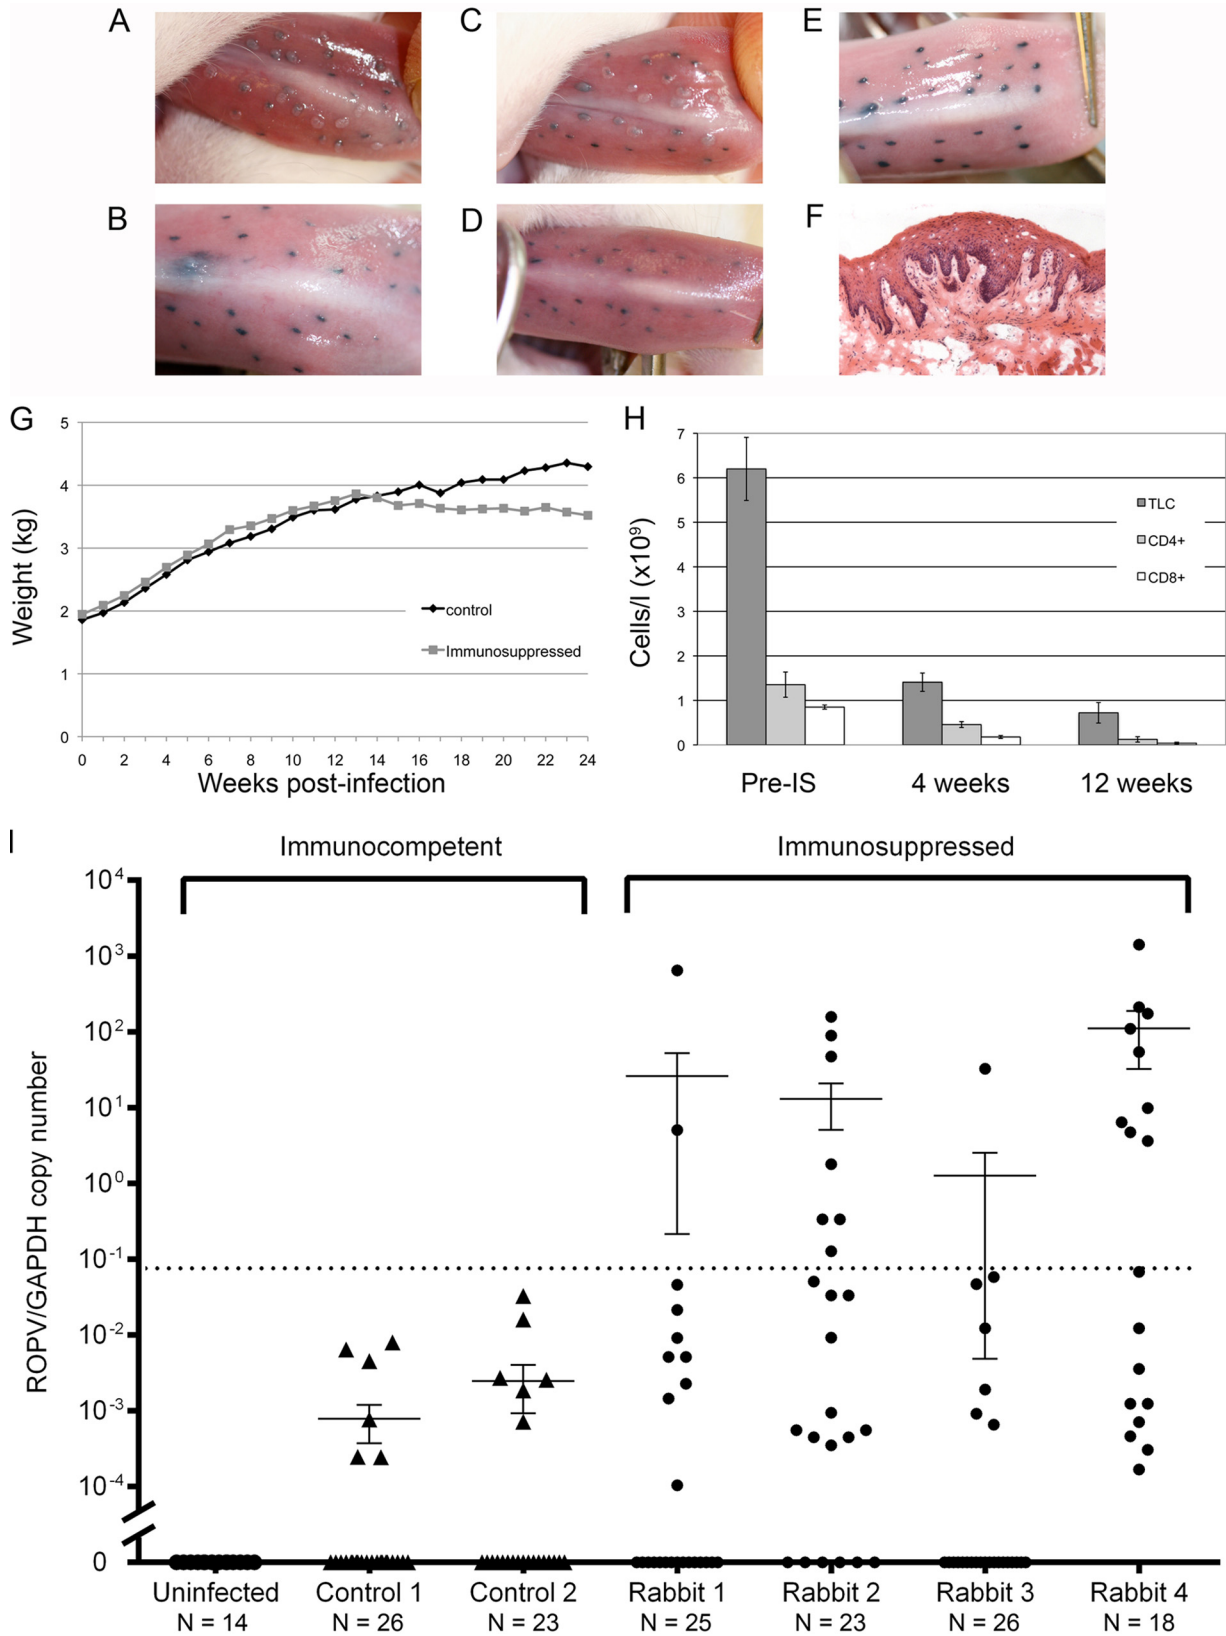 A
C
E
B
D
F
G
5
4
3
2
1
0
Weight (kg)
control
Immunosuppressed
0 2 4 6 8 10 12 14 16 18 20 22 24
Weeks post-infection
H
7
6
5
4
3
2
1
0
Cells/l (x10⁹)
TLC
CD4+
CD8+
Pre-IS 4 weeks 12 weeks
I
Immunocompetent Immunosuppressed
10⁴
10³
10²
10¹
10⁰
10⁻¹
10⁻²
10⁻³
10⁻⁴
0
ROPV/GAPDH copy number
Uninfected Control 1 Control 2 Rabbit 1 Rabbit 2 Rabbit 3 Rabbit 4
N = 14 N = 26 N = 23 N = 25 N = 23 N = 26 N = 18